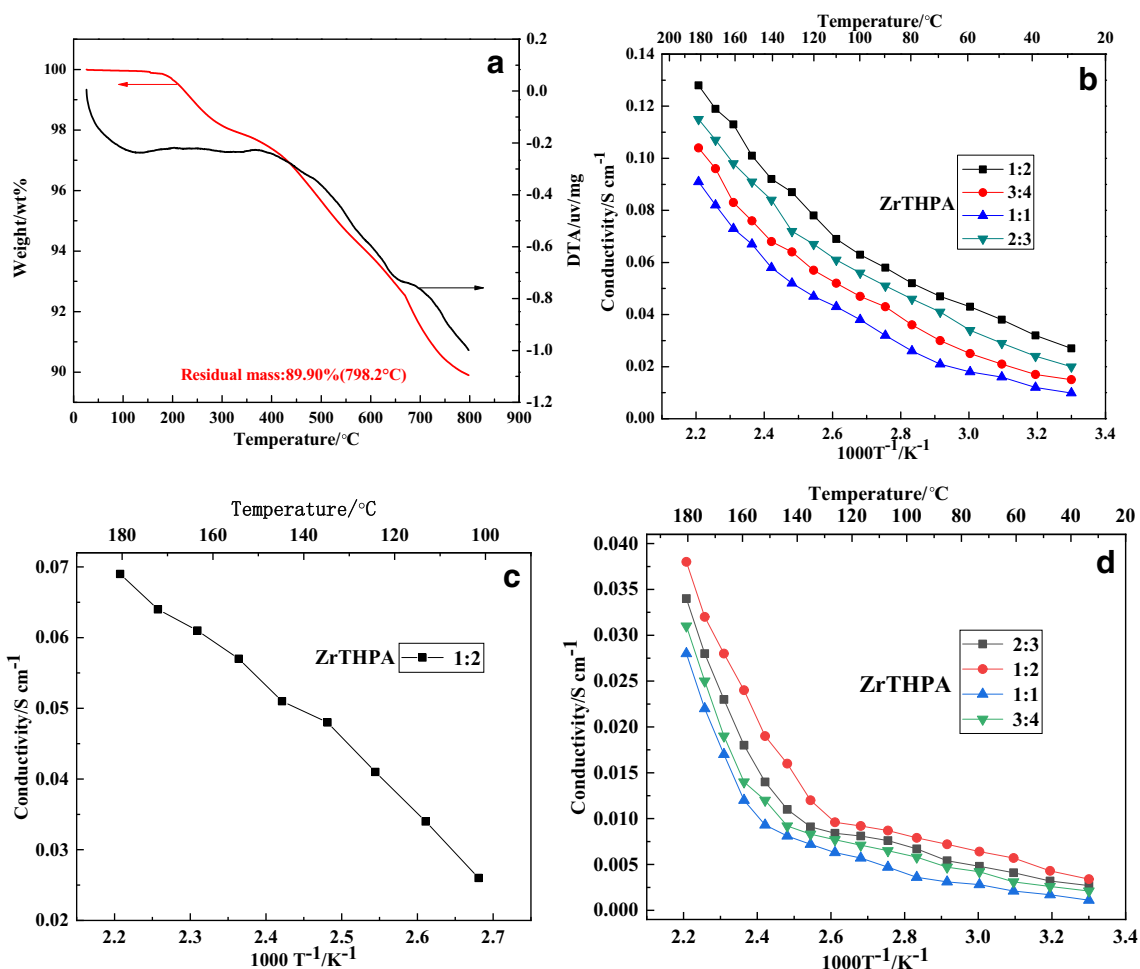 a
100
98
96
94
92
90
Weight/wt%
0.2
0.0
-0.2
-0.4
-0.6
-0.8
-1.0
-1.2
DTA/uv/mg
Residual mass:89.90%(798.2°C)
0 100 200 300 400 500 600 700 800 900
Temperature/°C
Temperature/°C
200 180 160 140 120 100 80 60 40 20
b
0.14
0.12
0.10
0.08
0.06
0.04
0.02
0.00
Conductivity/S cm-1
ZrTHPA
1:2
3:4
1:1
2:3
2.2 2.4 2.6 2.8 3.0 3.2 3.4
1000T-1/K-1
Temperature/°C
180 160 140 120 100
c
0.07
0.06
0.05
0.04
0.03
0.02
Conductivity/S cm-1
ZrTHPA 1:2
2.2 2.3 2.4 2.5 2.6 2.7
1000 T-1/K-1
Temperature/°C
180 160 140 120 100 80 60 40 20
d
0.040
0.035
0.030
0.025
0.020
0.015
0.010
0.005
0.000
Conductivity/S cm-1
ZrTHPA
2:3
1:2
1:1
3:4
2.2 2.4 2.6 2.8 3.0 3.2 3.4
1000T-1/K-1